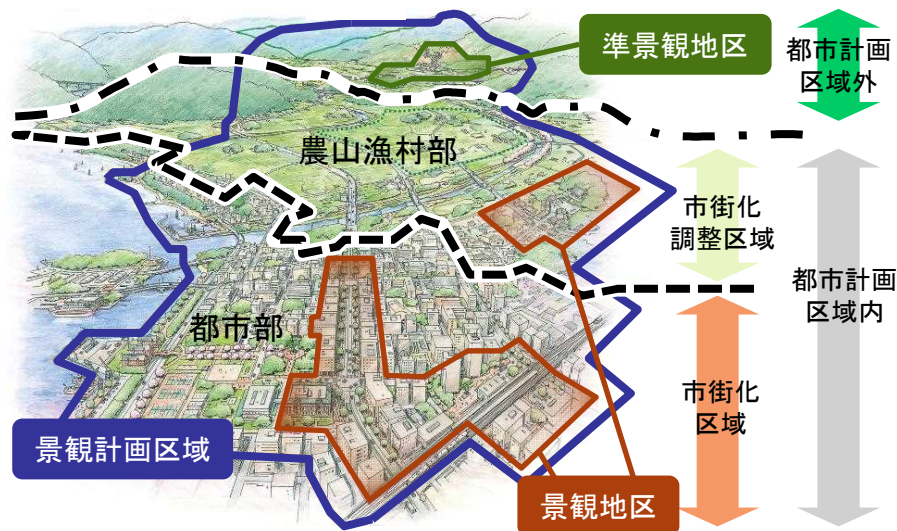 準景観地区
都市計画
区域外
農山漁村部
市街化
調整区域
都市計画
区域内
都市部
市街化
区域
景観計画区域
景観地区